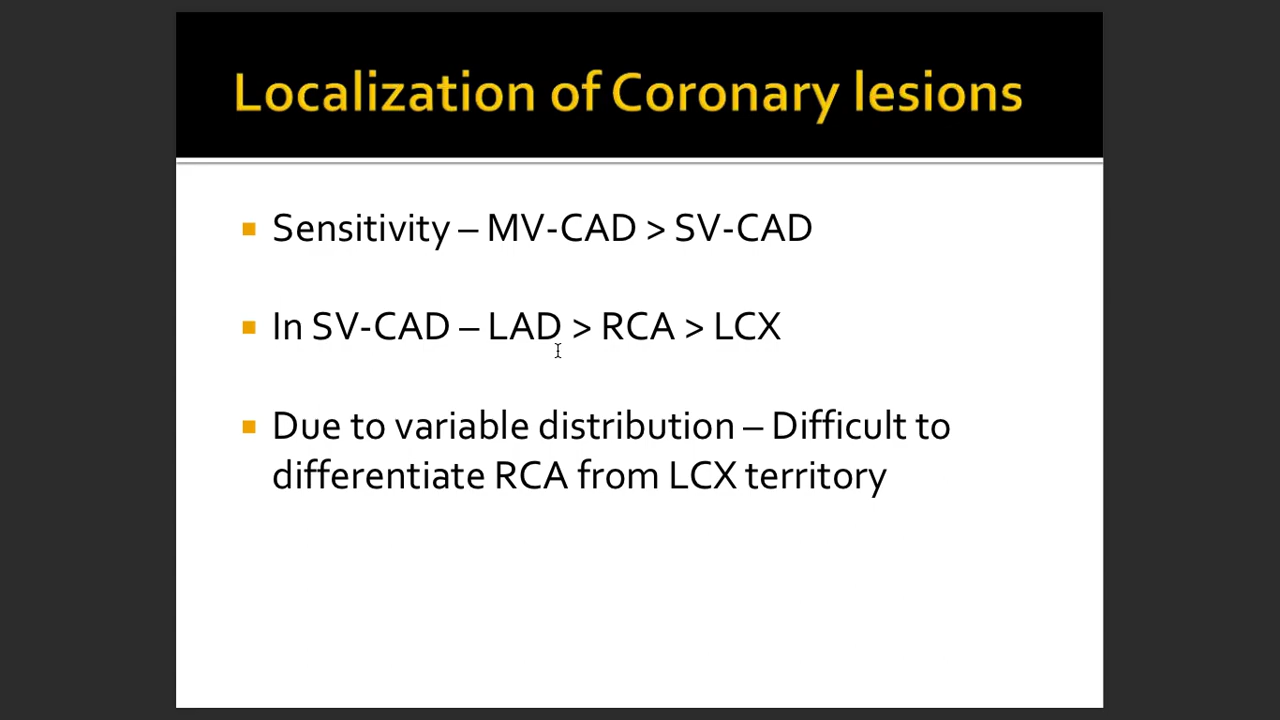 Localization of Coronary lesions
Sensitivity – MV-CAD > SV-CAD
In SV-CAD – LAD > RCA > LCX
Due to variable distribution – Difficult to
differentiate RCA from LCX territory